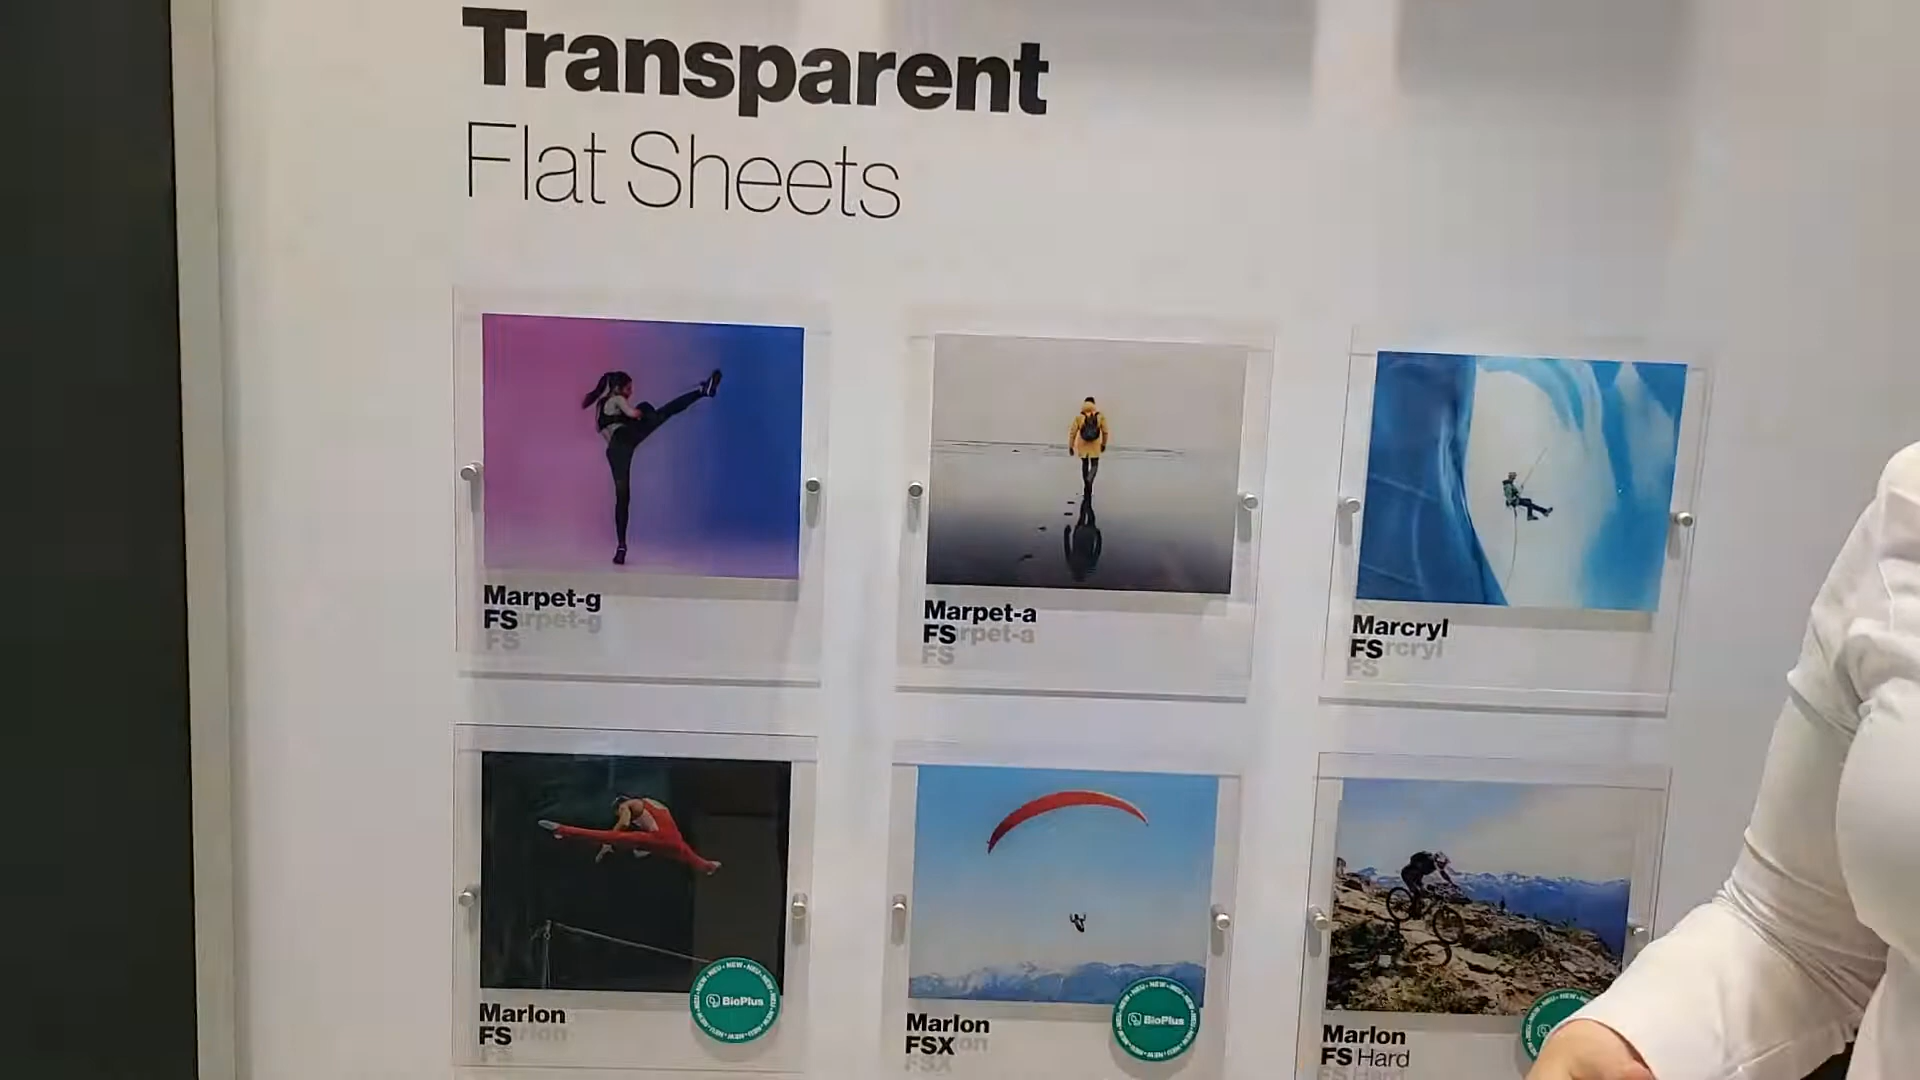 Transparent
Flat Sheets
Marpet-g
FS
Marpet-a
FS
Marcryl
FS
BioPlus
Marlon
FS
BioPlus
Marlon
FSX
Marlon
FS Hard